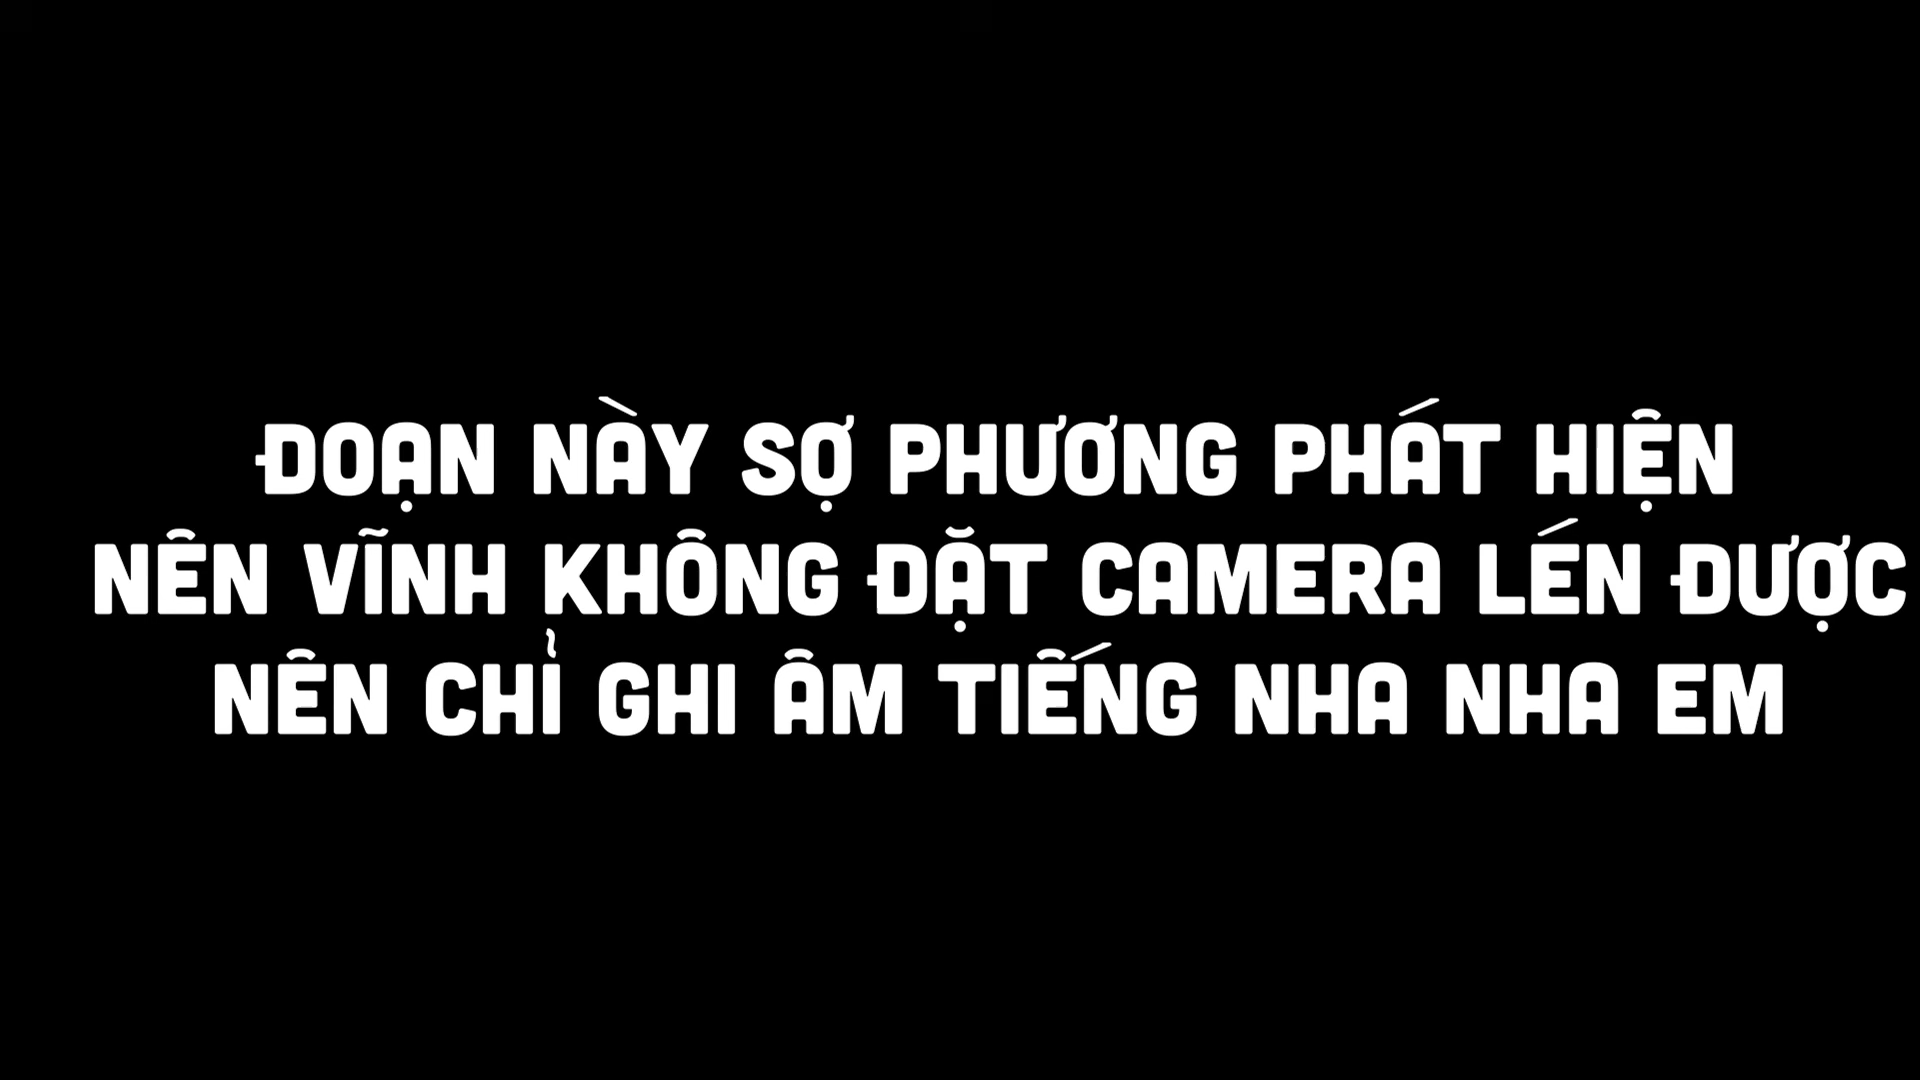 ĐOẠN NÀY SỢ PHƯƠNG PHÁT HIỆN
NÊN VĨNH KHÔNG ĐẶT CAMERA LÉN ĐƯỢC
NÊN CHỈ GHI ÂM TIẾNG NHA NHA EM